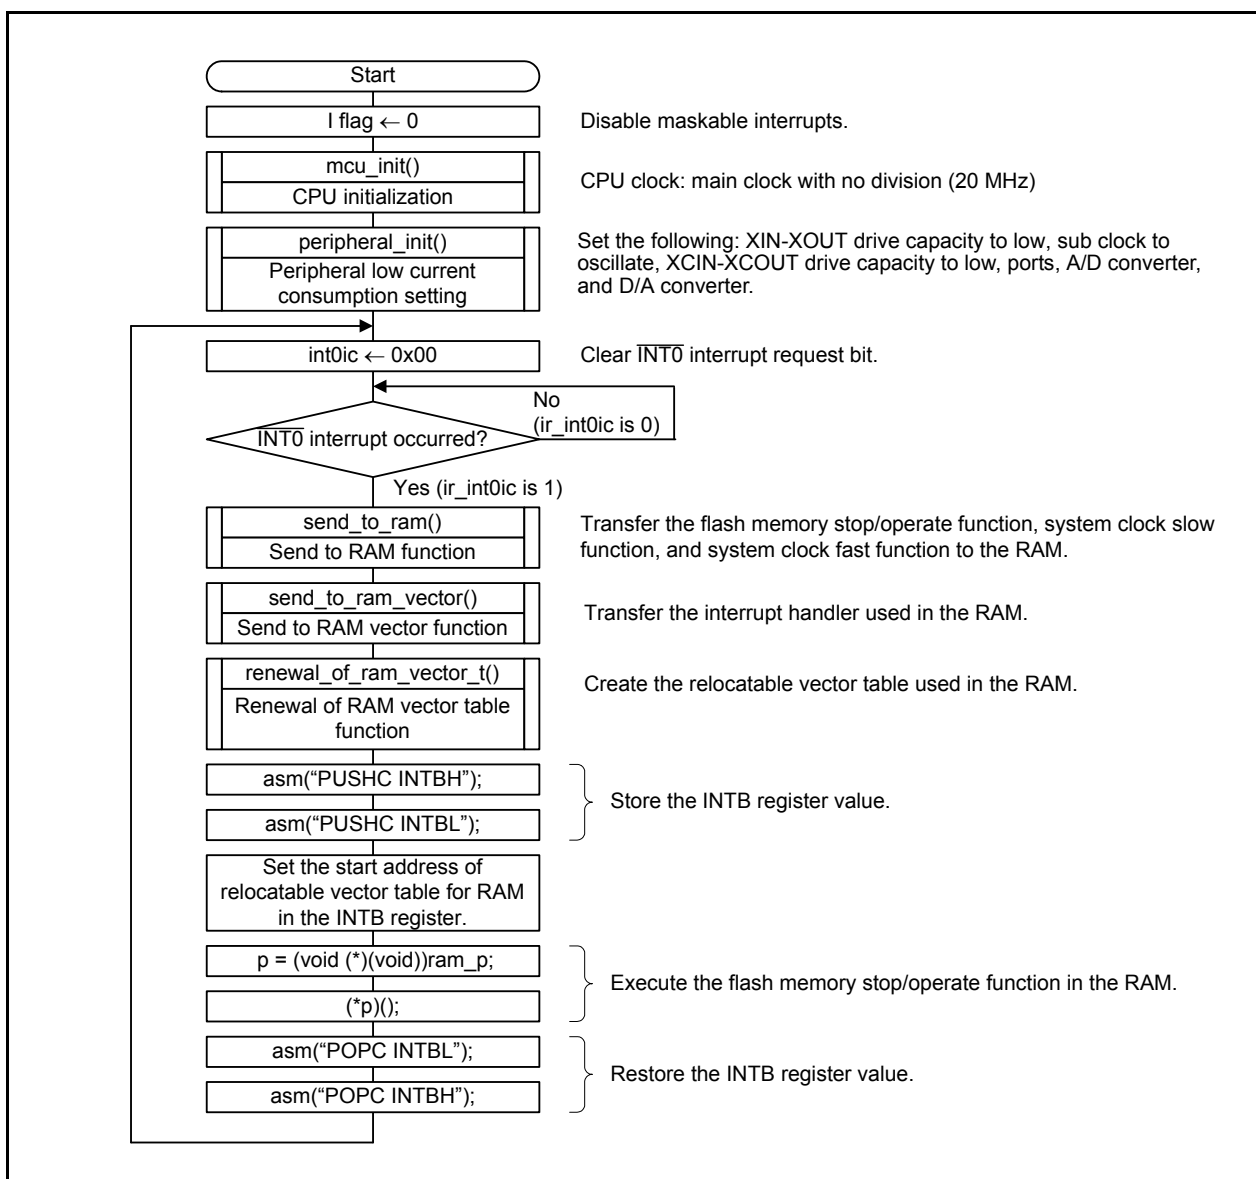 Start
I flag ← 0
Disable maskable interrupts.
mcu_init()
CPU initialization
CPU clock: main clock with no division (20 MHz)
peripheral_init()
Peripheral low current
consumption setting
Set the following: XIN-XOUT drive capacity to low, sub clock to
oscillate, XCIN-XCOUT drive capacity to low, ports, A/D converter,
and D/A converter.
int0ic ← 0x00
Clear INT0 interrupt request bit.
No
(ir_int0ic is 0)
INT0 interrupt occurred?
Yes (ir_int0ic is 1)
send_to_ram()
Send to RAM function
Transfer the flash memory stop/operate function, system clock slow
function, and system clock fast function to the RAM.
send_to_ram_vector()
Send to RAM vector function
Transfer the interrupt handler used in the RAM.
renewal_of_ram_vector_t()
Renewal of RAM vector table
function
Create the relocatable vector table used in the RAM.
asm(“PUSHC INTBH”);
asm(“PUSHC INTBL”);
Store the INTB register value.
Set the start address of
relocatable vector table for RAM
in the INTB register.
p = (void (*)(void))ram_p;
(*p)();
Execute the flash memory stop/operate function in the RAM.
asm(“POPC INTBL”);
asm(“POPC INTBH”);
Restore the INTB register value.